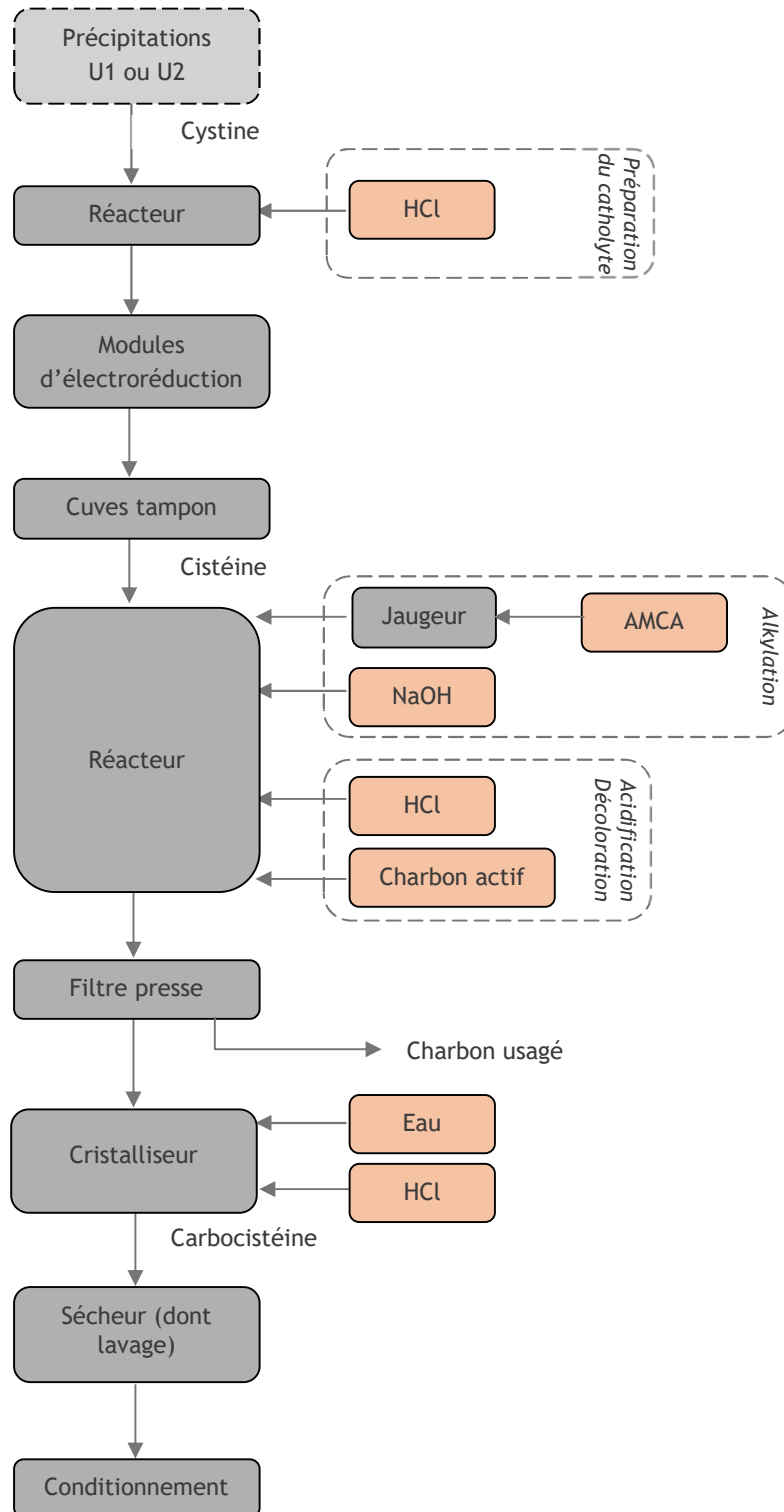 Précipitations
U1 ou U2
Cystine
Réacteur
HCl
Préparation
du catholyte
Modules
d’électroréduction
Cuves tampon
Cistéine
Jaugeur
AMCA
NaOH
Alkylation
Réacteur
HCl
Charbon actif
Acidification
Décoloration
Filtre presse
Charbon usagé
Cristalliseur
Eau
HCl
Carbocistéine
Sécheur (dont
lavage)
Conditionnement